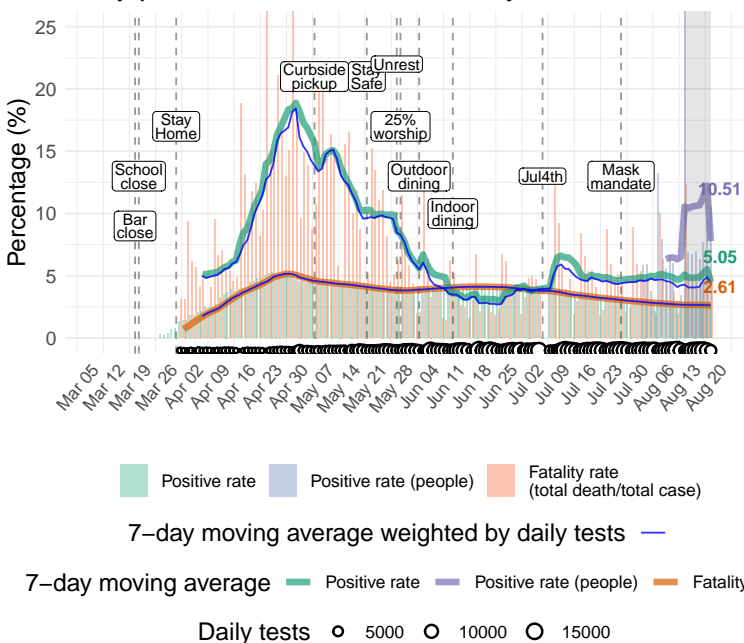 Percentage (%)
25
20
15
10
5
0
Curbside
pickup
Stay
Safe
Unrest
Stay
Home
25%
worship
School
close
Outdoor
dining
Jul4th
Mask
mandate
Bar
close
Indoor
dining
10.51
5.05
2.61
Mar 05
Mar 12
Mar 19
Mar 26
Apr 02
Apr 09
Apr 16
Apr 23
Apr 30
May 07
May 14
May 21
May 28
Jun 04
Jun 11
Jun 18
Jun 25
Jul 02
Jul 09
Jul 16
Jul 23
Jul 30
Aug 06
Aug 13
Aug 20
Positive rate
Positive rate (people)
Fatality rate
(total death/total case)
7−day moving average weighted by daily tests
7−day moving average Positive rate Positive rate (people) Fatality
Daily tests 5000 10000 15000